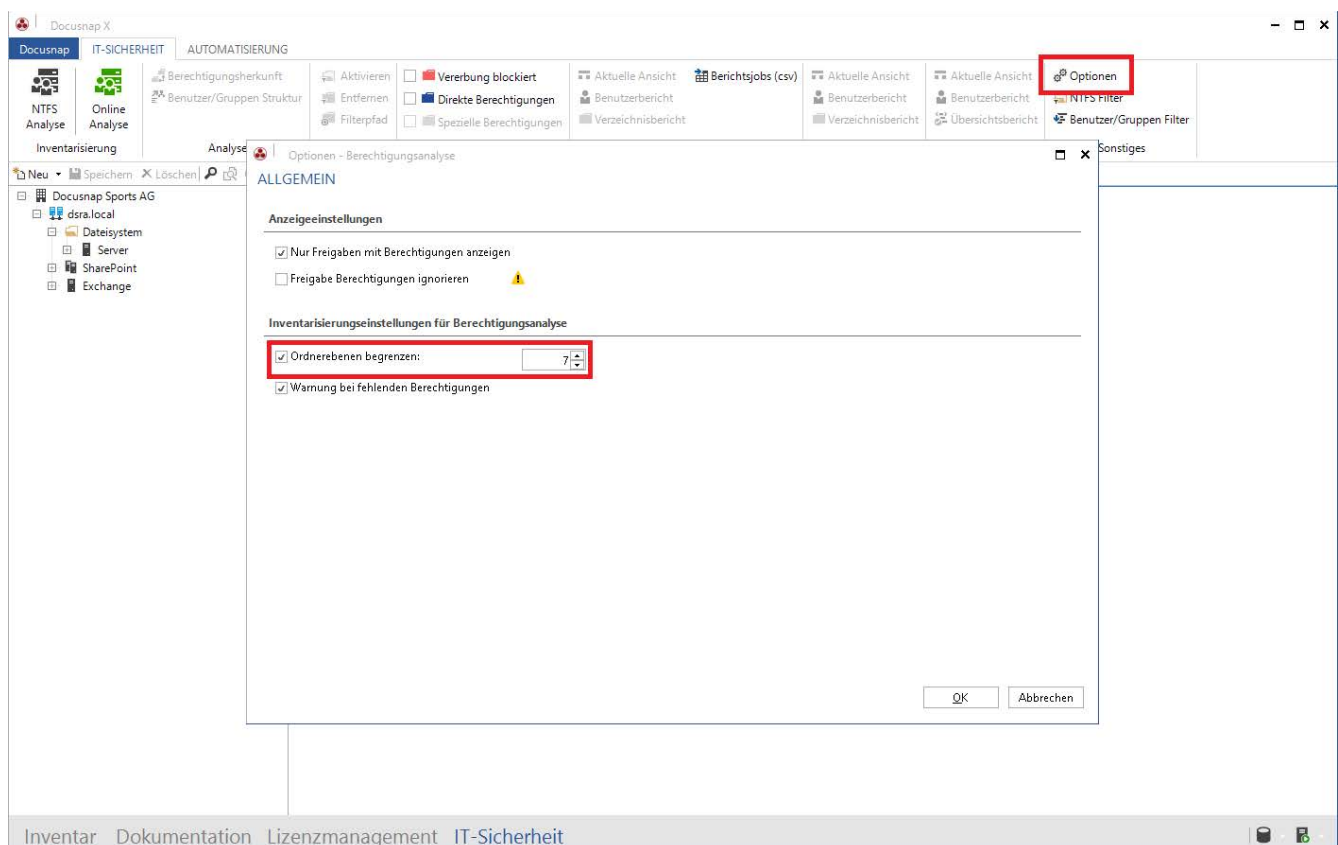 Docusnap X
Docusnap IT-SICHERHEIT AUTOMATISIERUNG
NTFS Analyse
Online Analyse
Berechtigungsherkunft
Benutzer/Gruppen Struktur
Aktivieren
Entfernen
Filterpfad
Vererbung blockiert
Direkte Berechtigungen
Spezielle Berechtigungen
Aktuelle Ansicht
Benutzerbericht
Verzeichnisbericht
Berichtsjobs (csv)
Aktuelle Ansicht
Benutzerbericht
Verzeichnisbericht
Aktuelle Ansicht
Benutzerbericht
Übersichtsbericht
Optionen
NTFS Filter
Benutzer/Gruppen Filter
Inventarisierung
Analyse
Sonstiges
Neu Speichern Löschen
Docusnap Sports AG
dsra.local
Dateisystem
Server
SharePoint
Exchange
Optionen - Berechtigungsanalyse
ALLGEMEIN
Anzeigeeinstellungen
Nur Freigaben mit Berechtigungen anzeigen
Freigabe Berechtigungen ignorieren
Inventarisierungseinstellungen für Berechtigungsanalyse
Ordnerebenen begrenzen: 7
Warnung bei fehlenden Berechtigungen
OK Abbrechen
Inventar Dokumentation Lizenzmanagement IT-Sicherheit